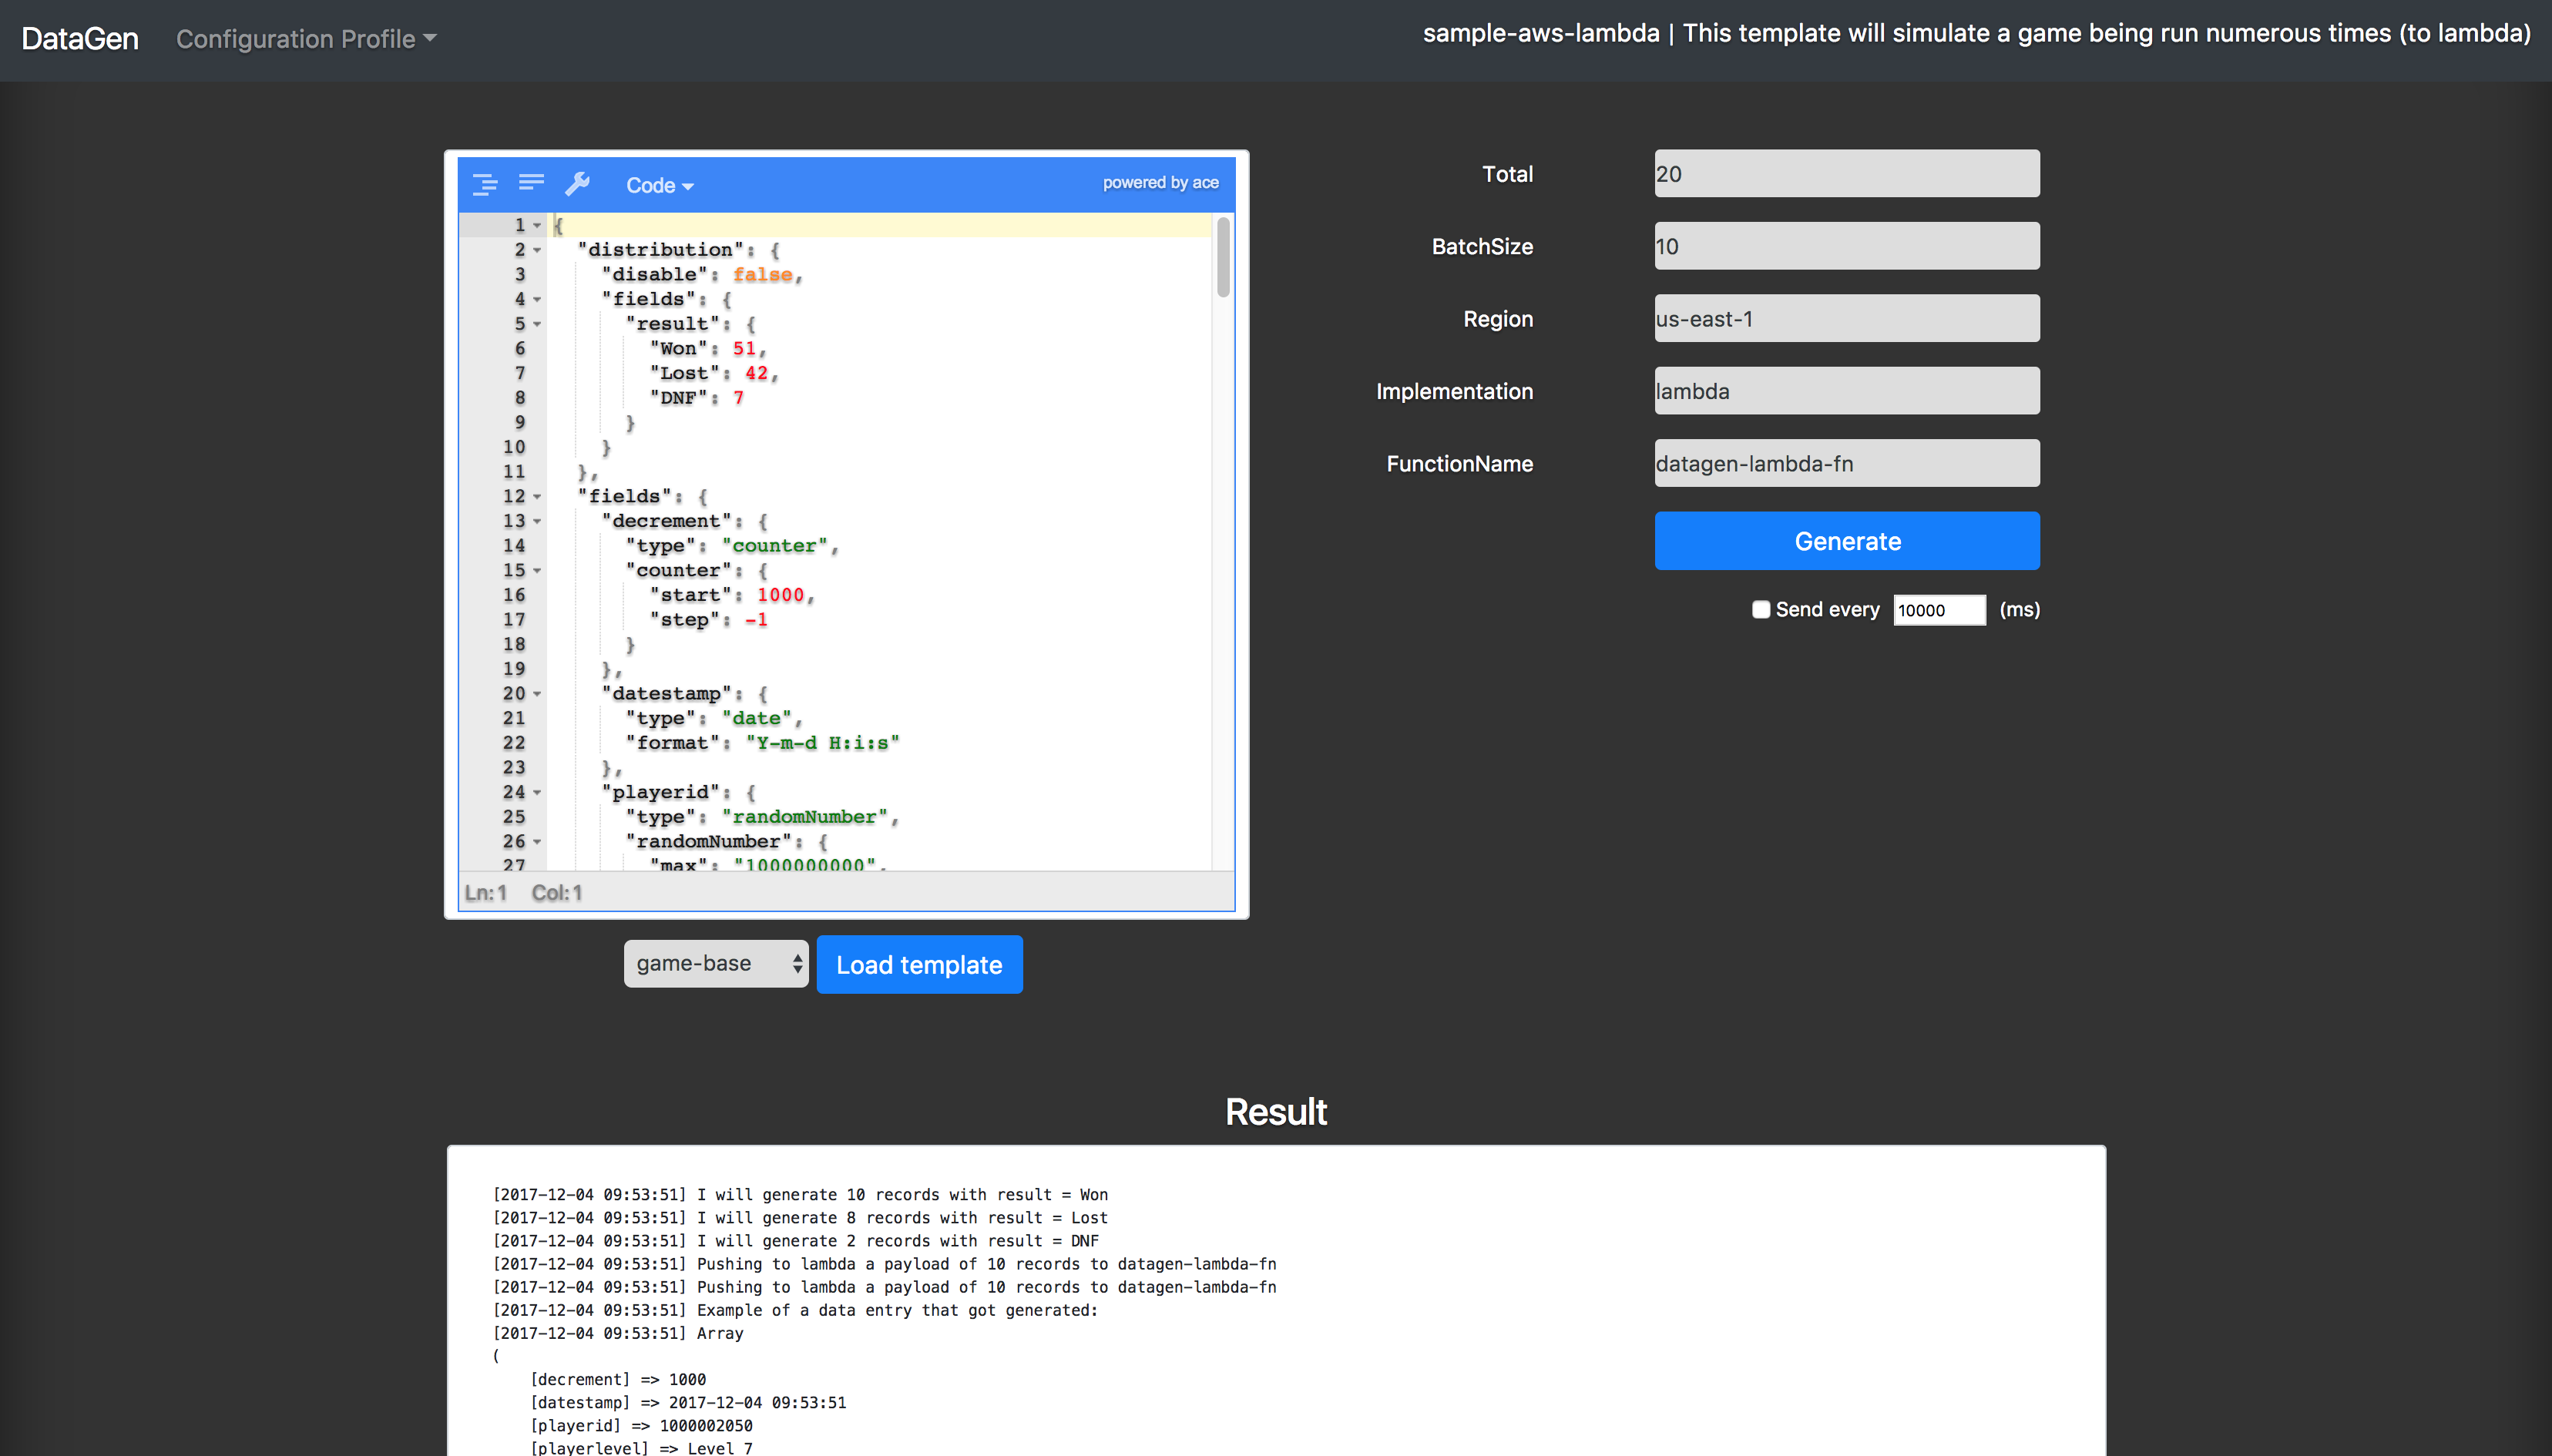 DataGen
Configuration Profile
sample-aws-lambda | This template will simulate a game being run numerous times (to lambda)
Code
powered by ace
1 {
2 "distribution": {
3 "disable": false,
4 "fields": {
5 "result": {
6 "Won": 51,
7 "Lost": 42,
8 "DNF": 7
9 }
10 }
11 },
12 "fields": {
13 "decrement": {
14 "type": "counter",
15 "counter": {
16 "start": 1000,
17 "step": -1
18 }
19 },
20 "datestamp": {
21 "type": "date",
22 "format": "Y-m-d H:i:s"
23 },
24 "playerid": {
25 "type": "randomNumber",
26 "randomNumber": {
27 "max": "1000000000",
Ln:1 Col:1
game-base
Load template
Total 20
BatchSize 10
Region us-east-1
Implementation lambda
FunctionName datagen-lambda-fn
Generate
Send every 10000 (ms)
Result
[2017-12-04 09:53:51] I will generate 10 records with result = Won
[2017-12-04 09:53:51] I will generate 8 records with result = Lost
[2017-12-04 09:53:51] I will generate 2 records with result = DNF
[2017-12-04 09:53:51] Pushing to lambda a payload of 10 records to datagen-lambda-fn
[2017-12-04 09:53:51] Pushing to lambda a payload of 10 records to datagen-lambda-fn
[2017-12-04 09:53:51] Example of a data entry that got generated:
[2017-12-04 09:53:51] Array
(
[decrement] => 1000
[datestamp] => 2017-12-04 09:53:51
[playerid] => 1000002050
[playerlevel] => Level 7